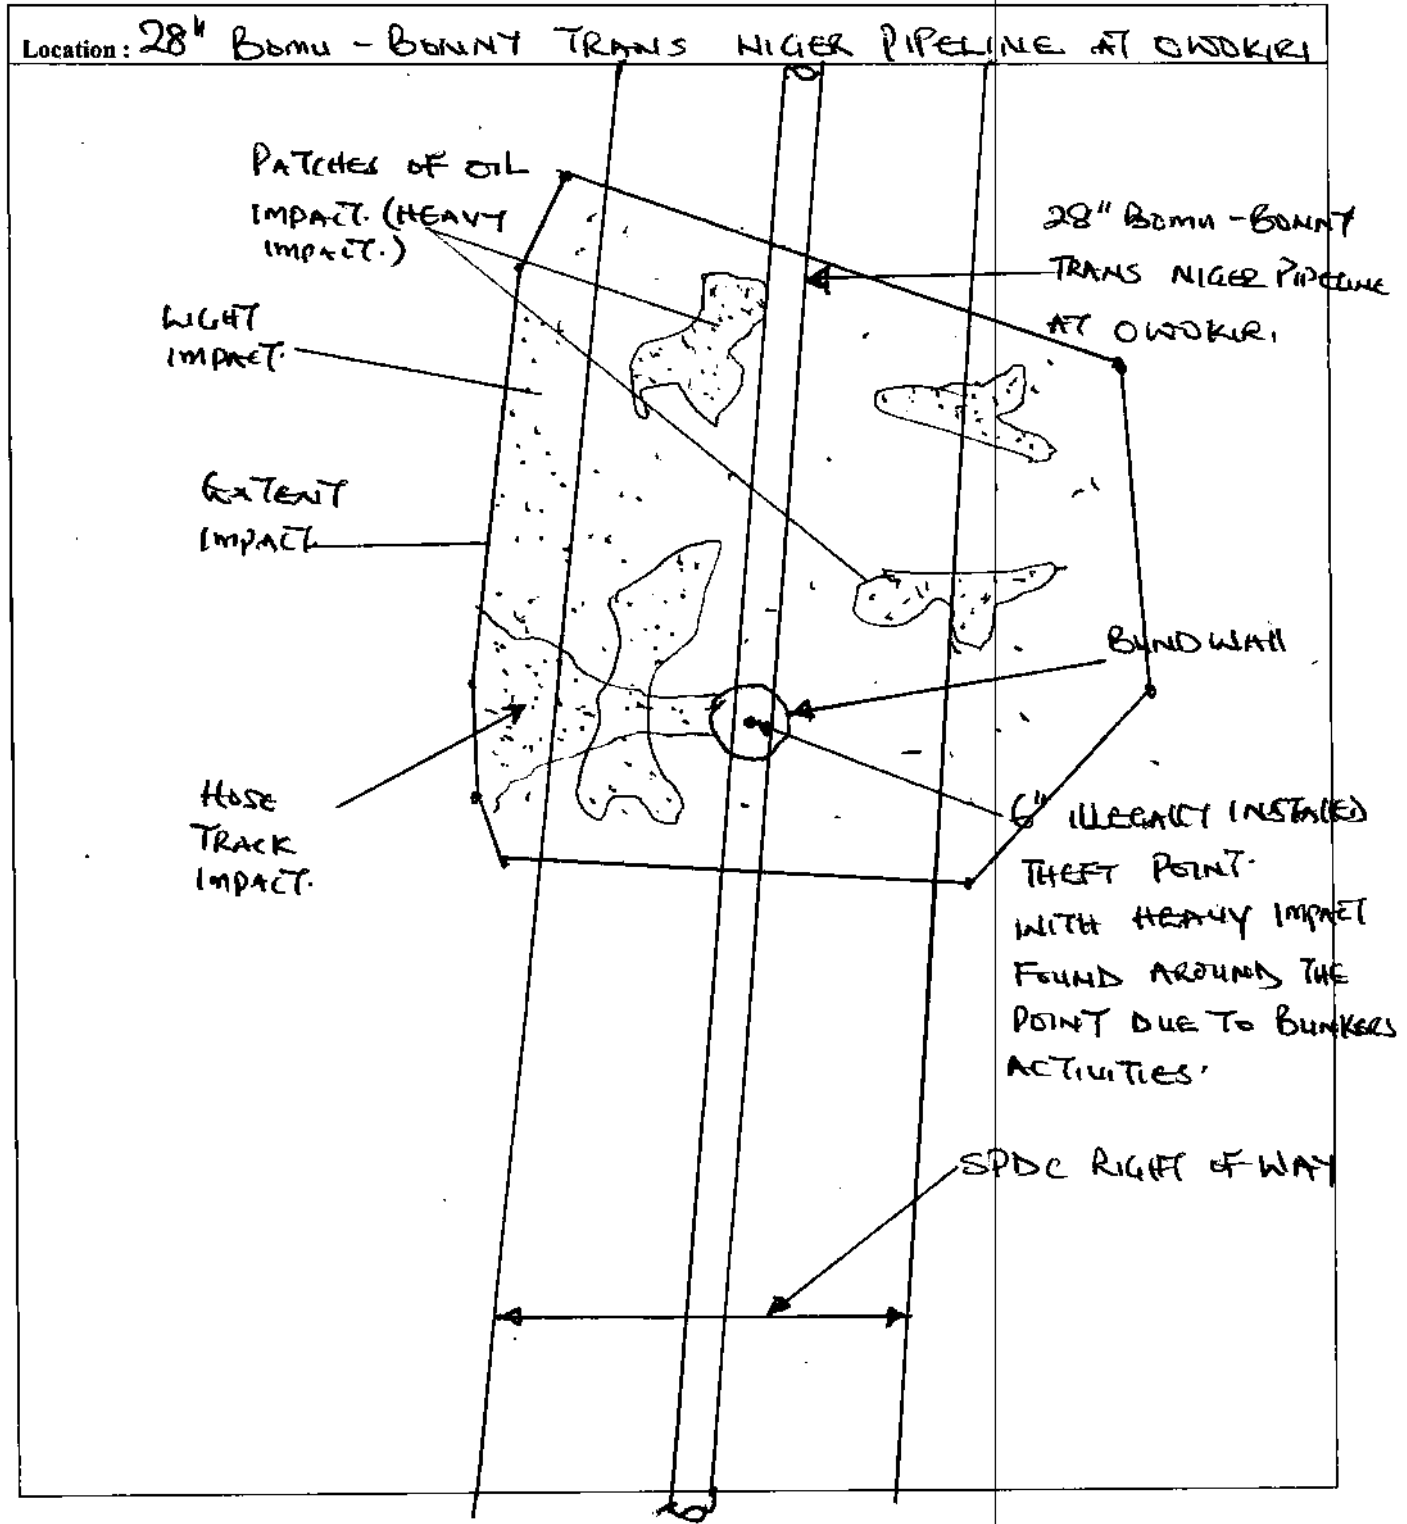 Location: 28" BOMU - BONNY TRANS NIGER PIPELINE AT OWOKIRI
PATCHES OF OIL
IMPACT. (HEAVY
IMPACT.)
28" BOMU - BONNY
TRANS NIGER PIPELINE
AT OWOKIRI
LIGHT
IMPACT.
EXTENT
IMPACT
BUND WALL
HOSE
TRACK
IMPACT.
6" ILLEGALLY INSTALLED
THEFT POINT.
WITH HEAVY IMPACT
FOUND AROUND THE
POINT DUE TO BUNKERS
ACTIVITIES.
SPDC RIGHT OF WAY